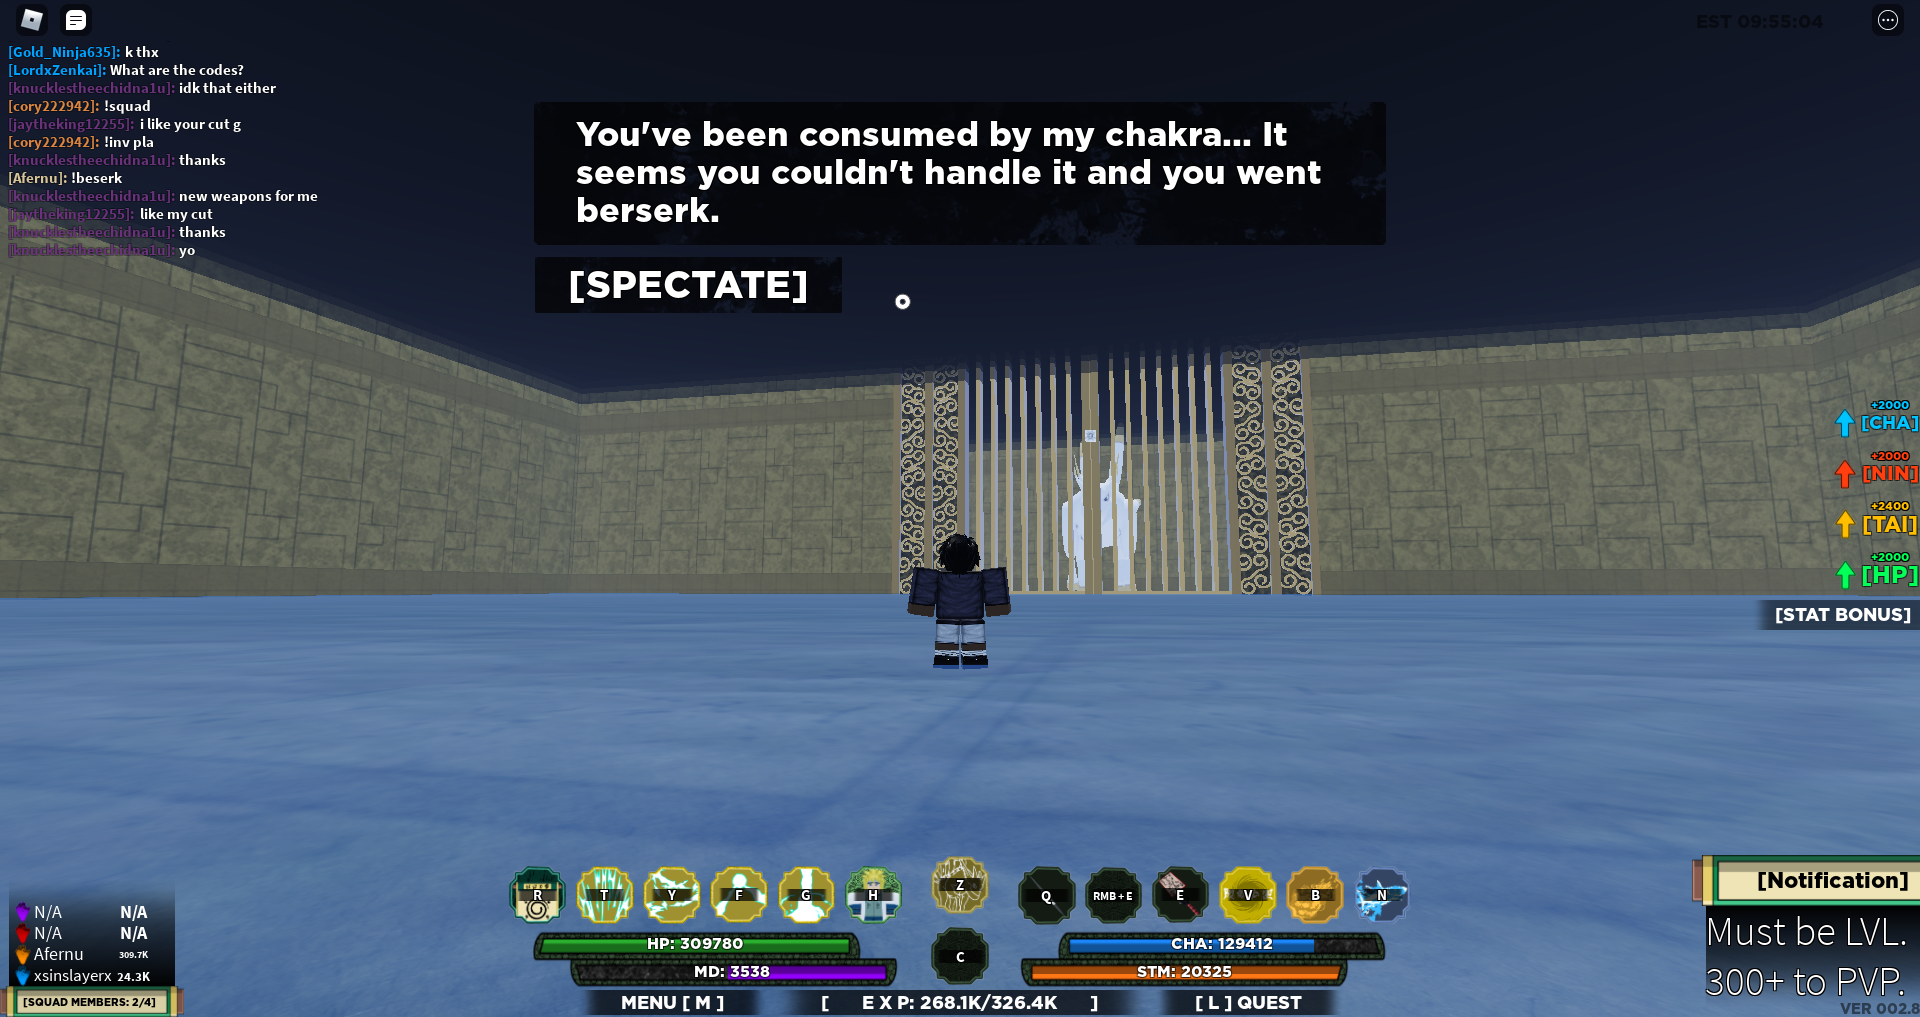 EST 09:55:04
[Gold_Ninja635]: k thx
[LordxZenkai]: What are the codes?
[knucklestheechidna1u]: idk that either
[cory222942]: !squad
[jaytheking12255]: i like your cut g
[cory222942]: !inv pla
[knucklestheechidna1u]: thanks
[Afernu]: !beserk
[knucklestheechidna1u]: new weapons for me
[jaytheking12255]: like my cut
[knucklestheechidna1u]: thanks
[knucklestheechidna1u]: yo
You've been consumed by my chakra... It
seems you couldn't handle it and you went
berserk.
[SPECTATE]
+2000
[CHA]
+2000
[NIN]
+2400
[TAI]
+2000
[HP]
[STAT BONUS]
R T Y F G H Z Q RMB+E E V B N
C
HP: 309780
CHA: 129412
MD: 3538
STM: 20325
MENU [ M ]
[ E X P: 268.1K/326.4K ]
[ L ] QUEST
N/A N/A
N/A N/A
Afernu 309.7K
xsinslayerx 24.3K
[SQUAD MEMBERS: 2/4]
[Notification]
Must be LVL.
300+ to PVP.
VER 002.8